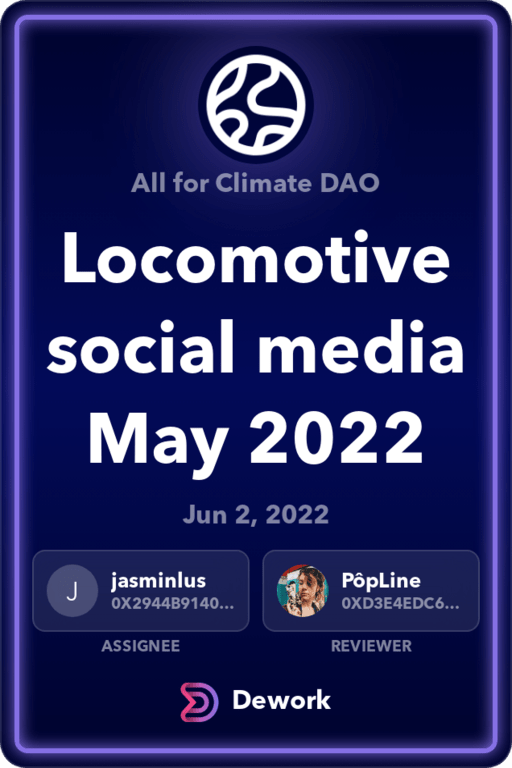 All for Climate DAO
Locomotive
social media
May 2022
Jun 2, 2022
J
jasminlus
0X2944B9140...
PôpLine
0XD3E4EDC6...
ASSIGNEE
REVIEWER
Dework